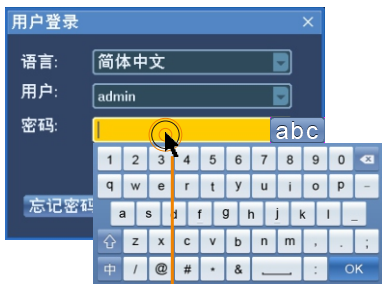 用户登录
语言: 简体中文
用户: admin
密码: abc
1 2 3 4 5 6 7 8 9 0
q w e r t y u i o p -
忘记密码 a s d f g h j k l _
z x c v b n m , . ;
中 / @ # • & : OK